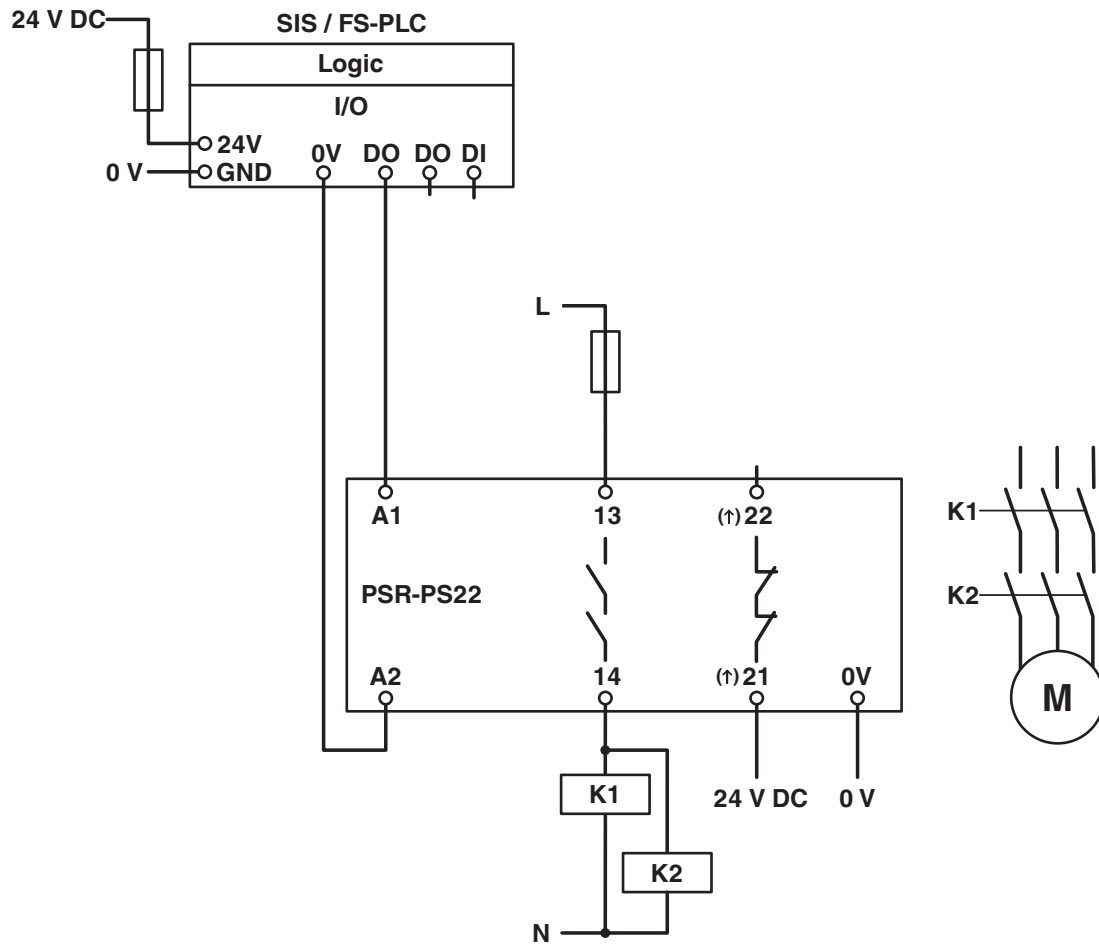 24 V DC
SIS / FS-PLC
Logic
I/O
24V
0V DO DO DI
0 V GND
L
A1 13 (↑) 22
K1
PSR-PS22
K2
A2 14 (↑) 21 0V
M
K1
24 V DC 0 V
K2
N